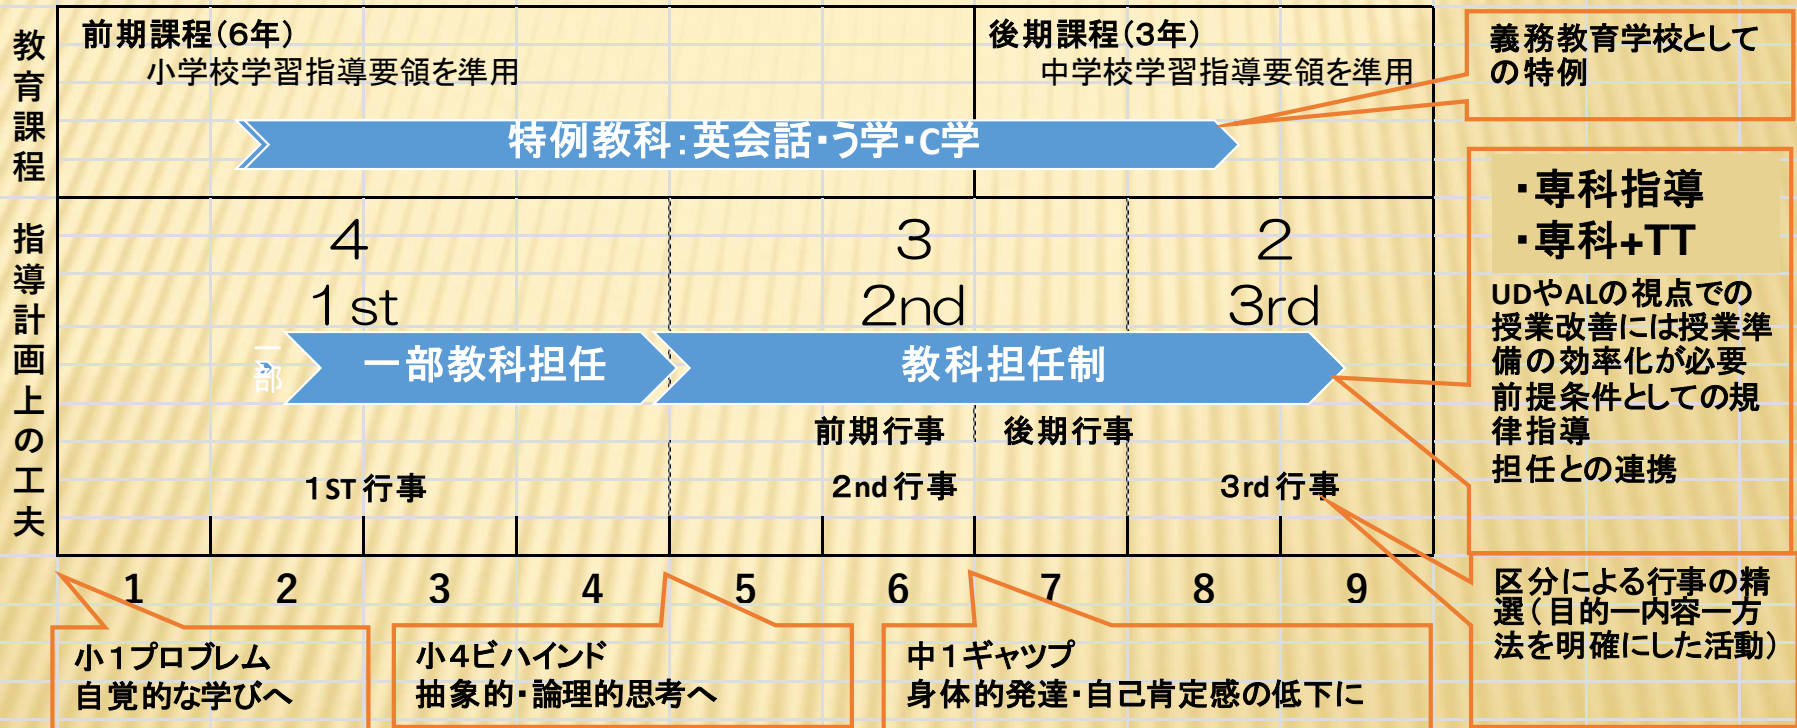 教育課程
前期課程(6年)
小学校学習指導要領を準用
後期課程(3年)
中学校学習指導要領を準用
特例教科:英会話・う学・C学
義務教育学校として
の特例
指導計画上の工夫
4
3
2
1st
2nd
3rd
一部
一部教科担任
教科担任制
前期行事
後期行事
1ST行事
2nd行事
3rd行事
・専科指導
・専科+TT
UDやALの視点での
授業改善には授業準
備の効率化が必要
前提条件としての規
律指導
担任との連携
1 2 3 4 5 6 7 8 9
区分による行事の精
選(目的ー内容ー方
法を明確にした活動)
小1プロブレム
自覚的な学びへ
小4ビハインド
抽象的・論理的思考へ
中1ギャツプ
身体的発達・自己肯定感の低下に